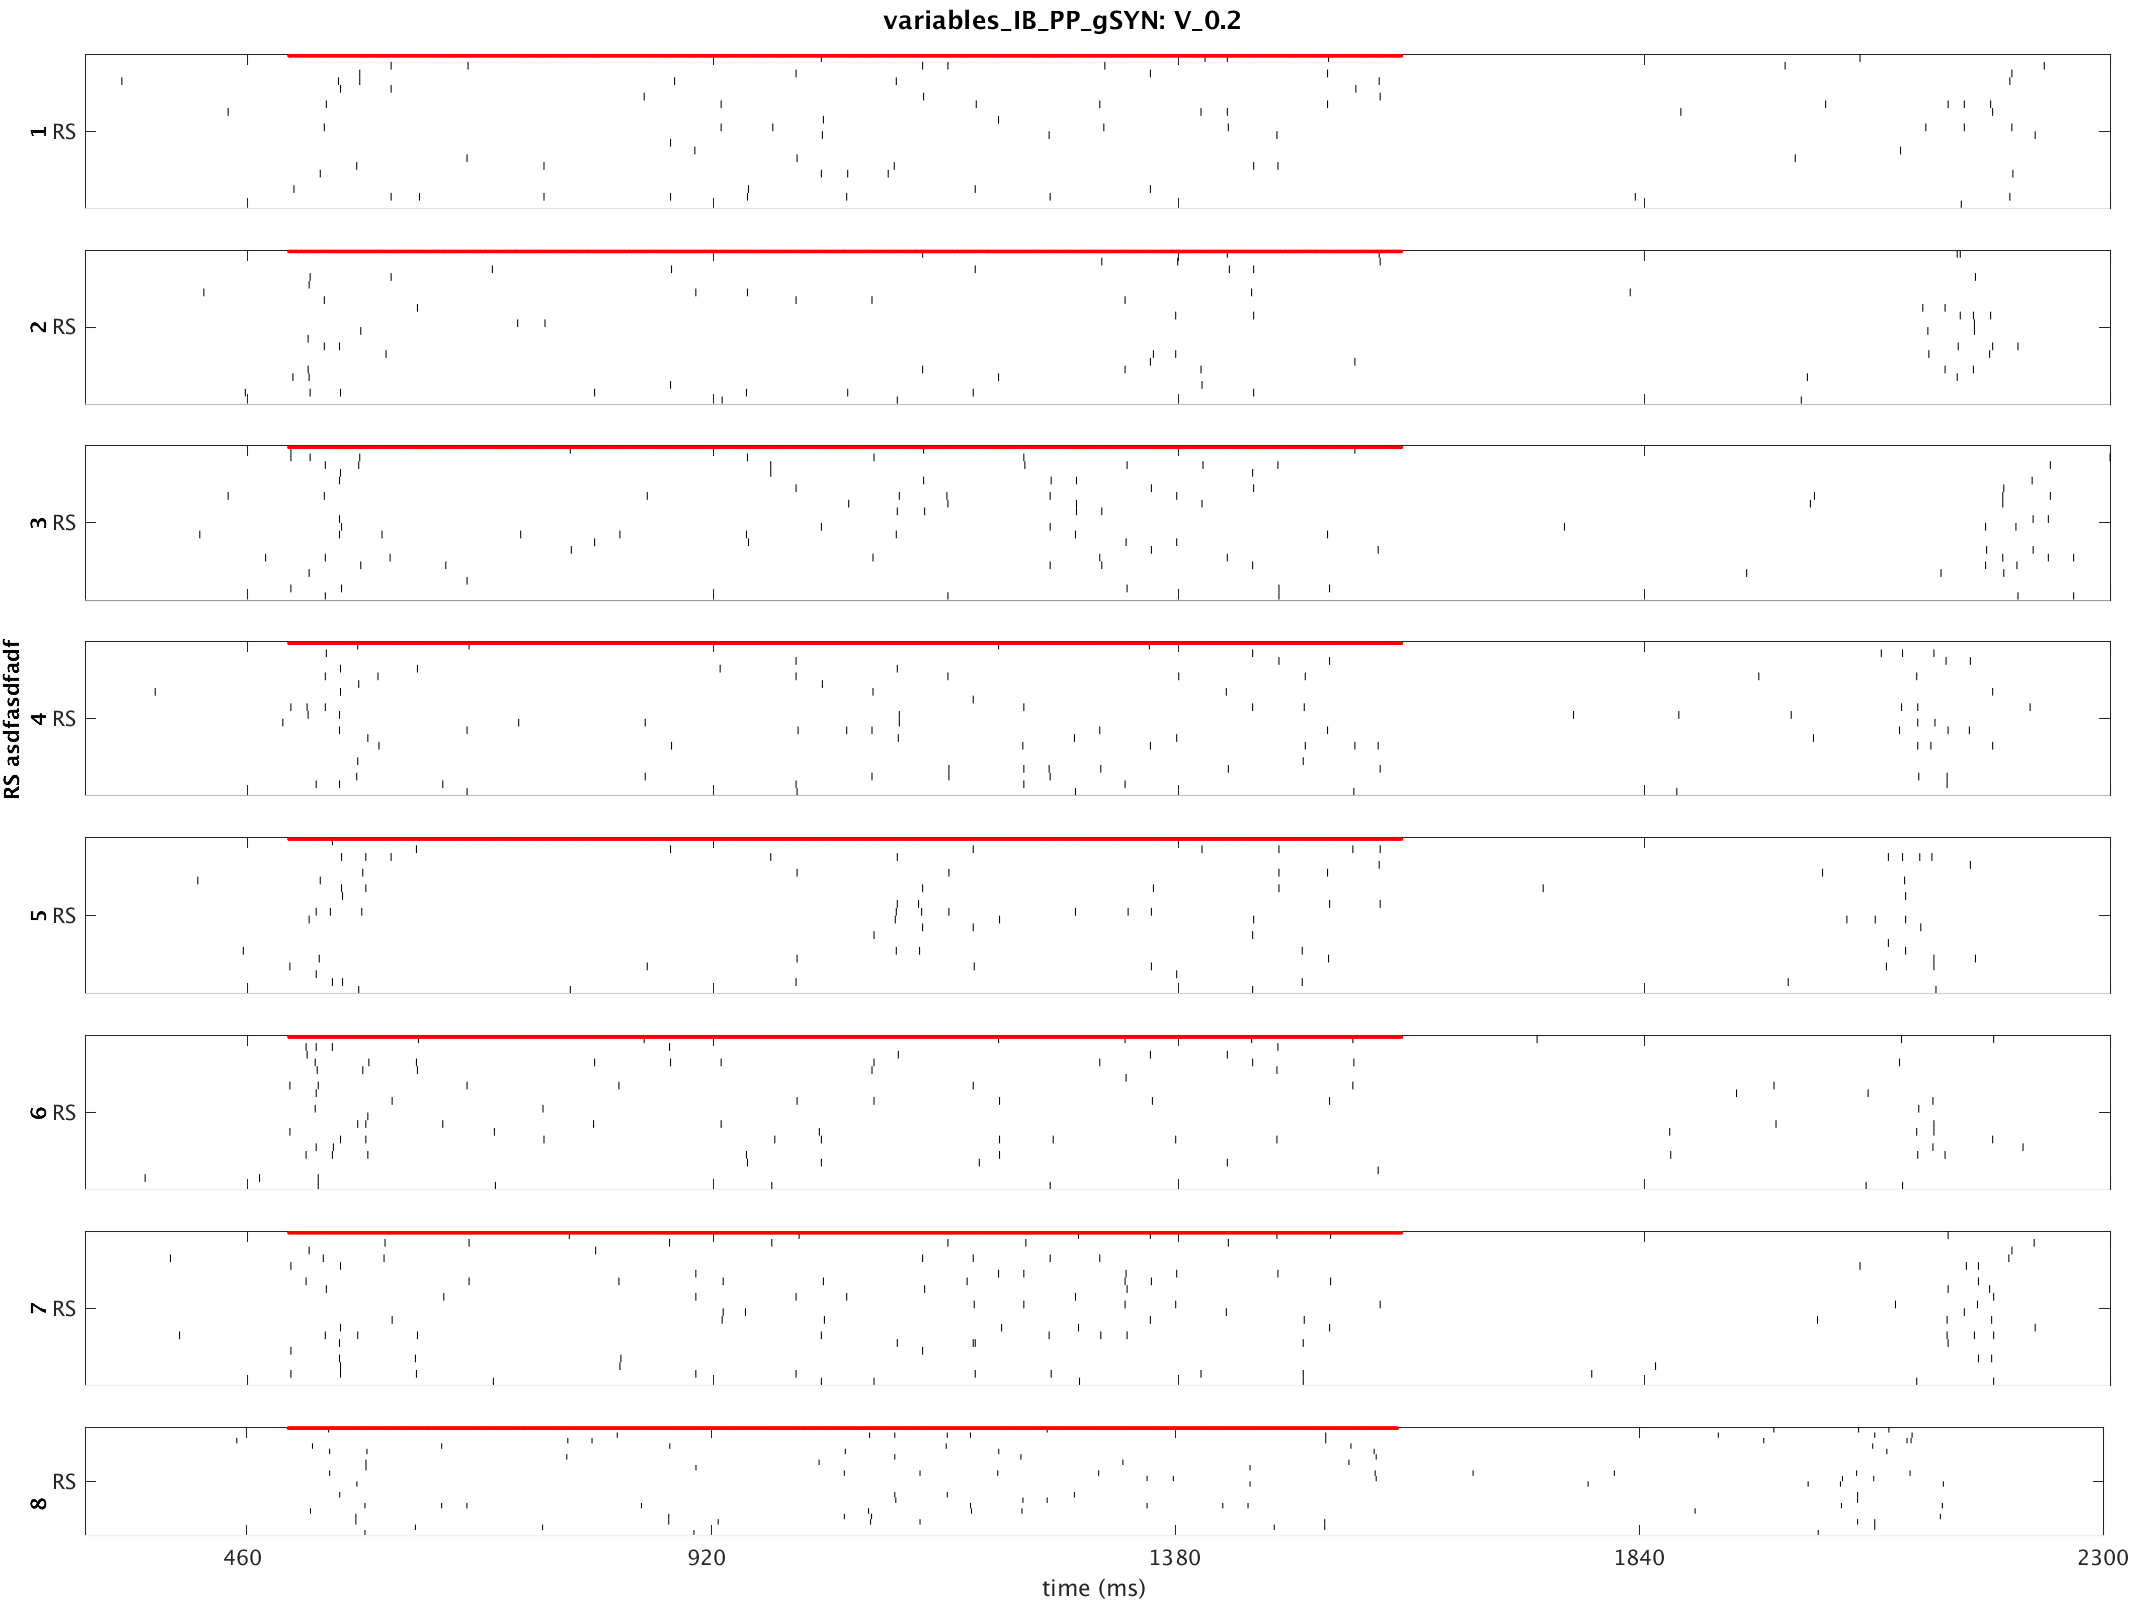 variables_IB_PP_gSYN: V_0.2
RS asdfasdfadf
1 RS
2 RS
3 RS
4 RS
5 RS
6 RS
7 RS
8 RS
460 920 1380 1840 2300
time (ms)